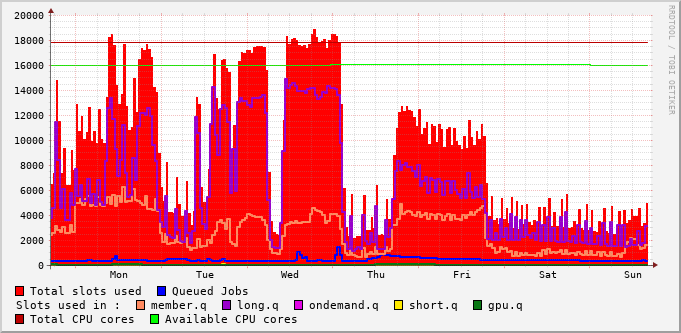 20000
18000
16000
14000
12000
10000
8000
6000
4000
2000
0
Mon Tue Wed Thu Fri Sat Sun
Total slots used Queued Jobs
Slots used in : member.q long.q ondemand.q short.q gpu.q
Total CPU cores Available CPU cores
RRDTOOL / TOBI OETIKER